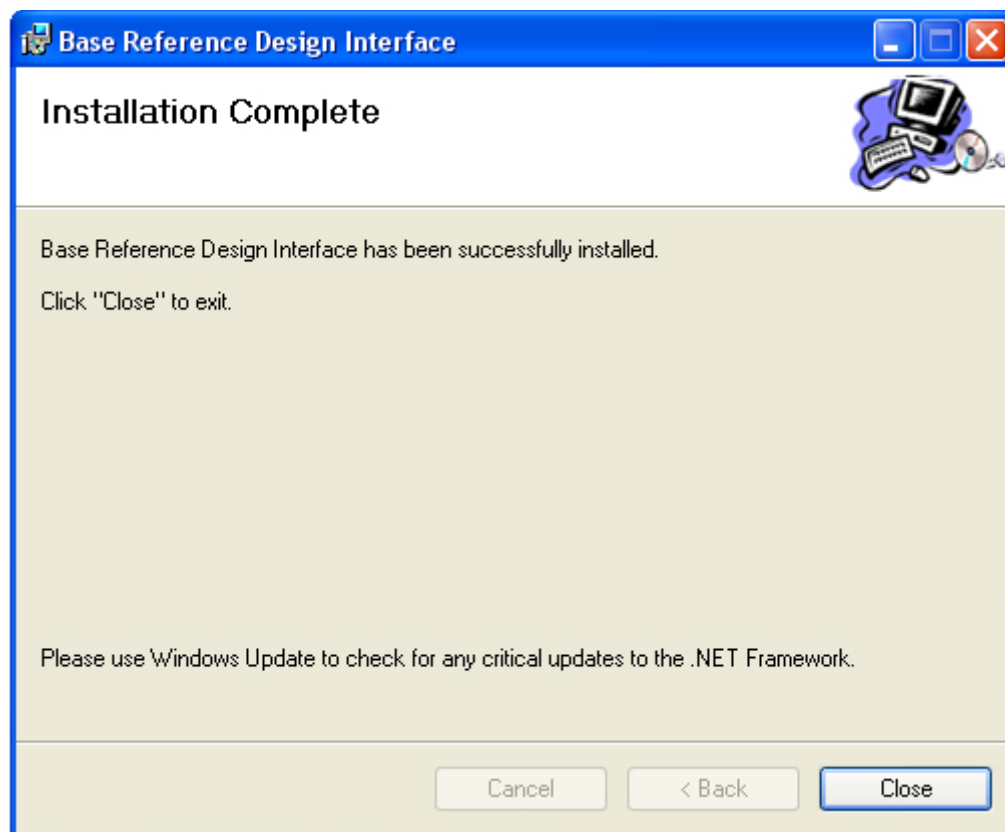 Base Reference Design Interface
Installation Complete
Base Reference Design Interface has been successfully installed.
Click "Close" to exit.
Please use Windows Update to check for any critical updates to the .NET Framework.
Cancel
< Back
Close